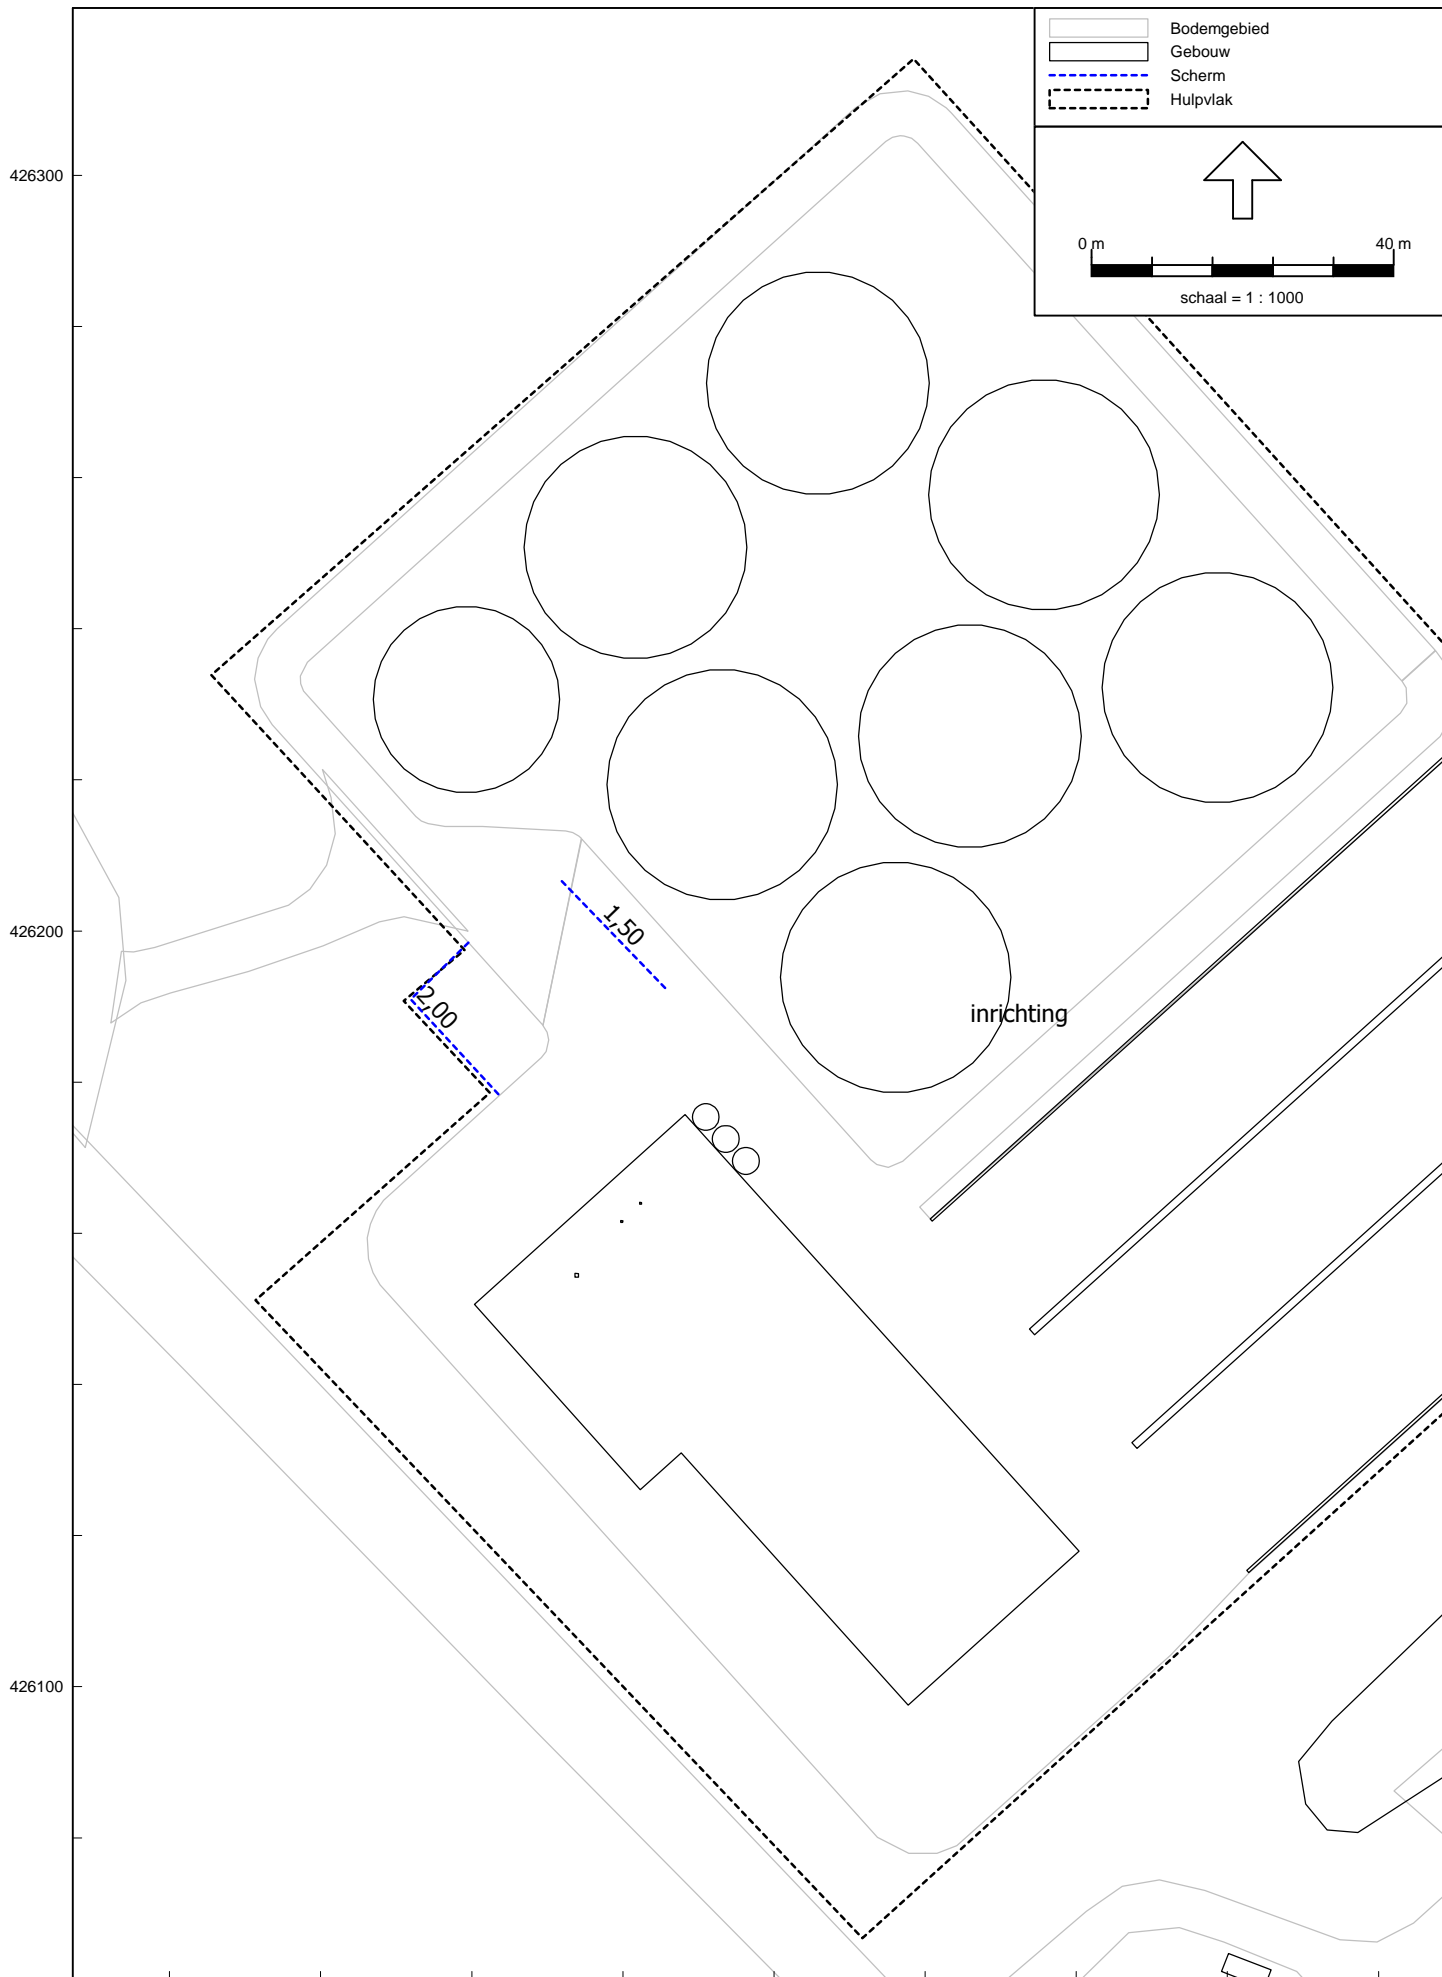 Bodemgebied
Gebouw
Scherm
Hulpvlak
0 m 40 m
schaal = 1 : 1000
426300
426200
426100
1,50
2,00
inrichting